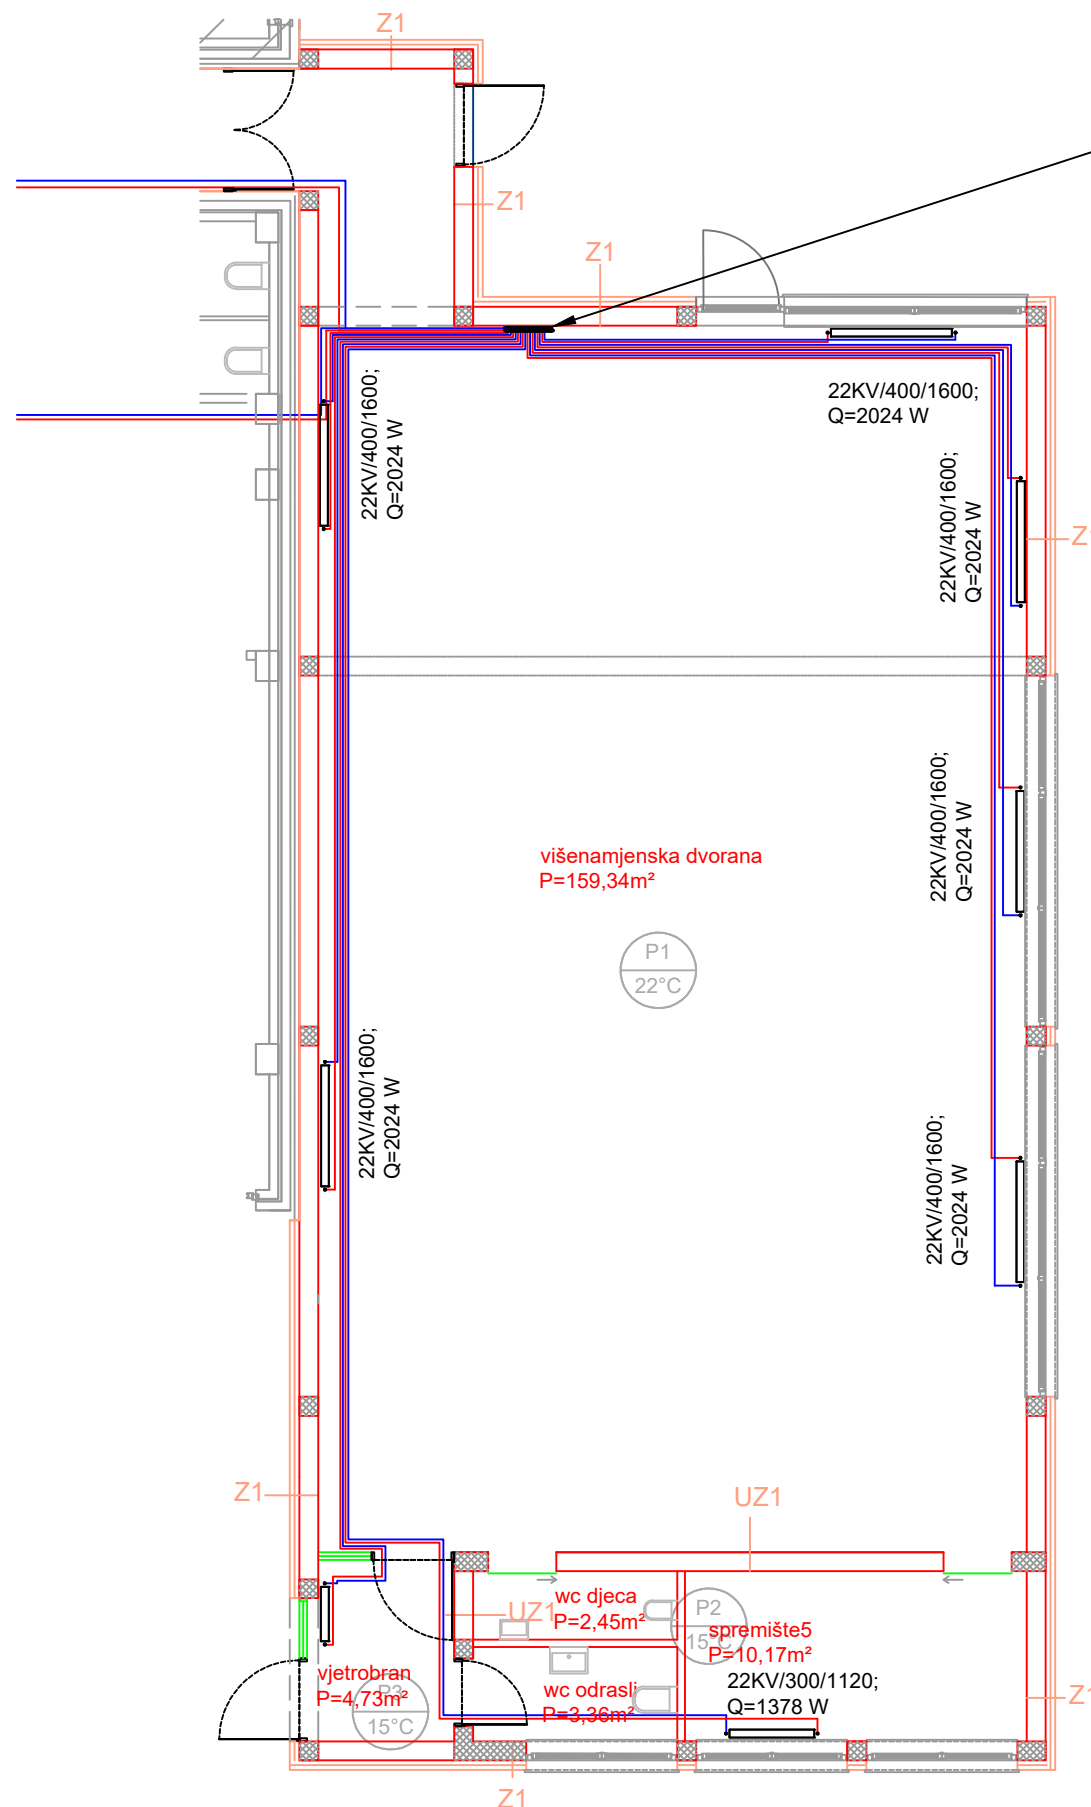 Z1
Z1
Z1
22KV/400/1600;
Q=2024 W
22KV/400/1600;
Q=2024 W
22KV/400/1600;
Q=2024 W
Z1
22KV/400/1600;
Q=2024 W
višenamjenska dvorana
P=159,34m²
P1
22°C
22KV/400/1600;
Q=2024 W
22KV/400/1600;
Q=2024 W
Z1
UZ1
wc djeca
P=2,45m²
UZ1
P2
15°C
spremište5
P=10,17m²
vjetrobran
P=4,73m²
P3
15°C
wc odrasli
P=3,36m²
22KV/300/1120;
Q=1378 W
Z1
Z1